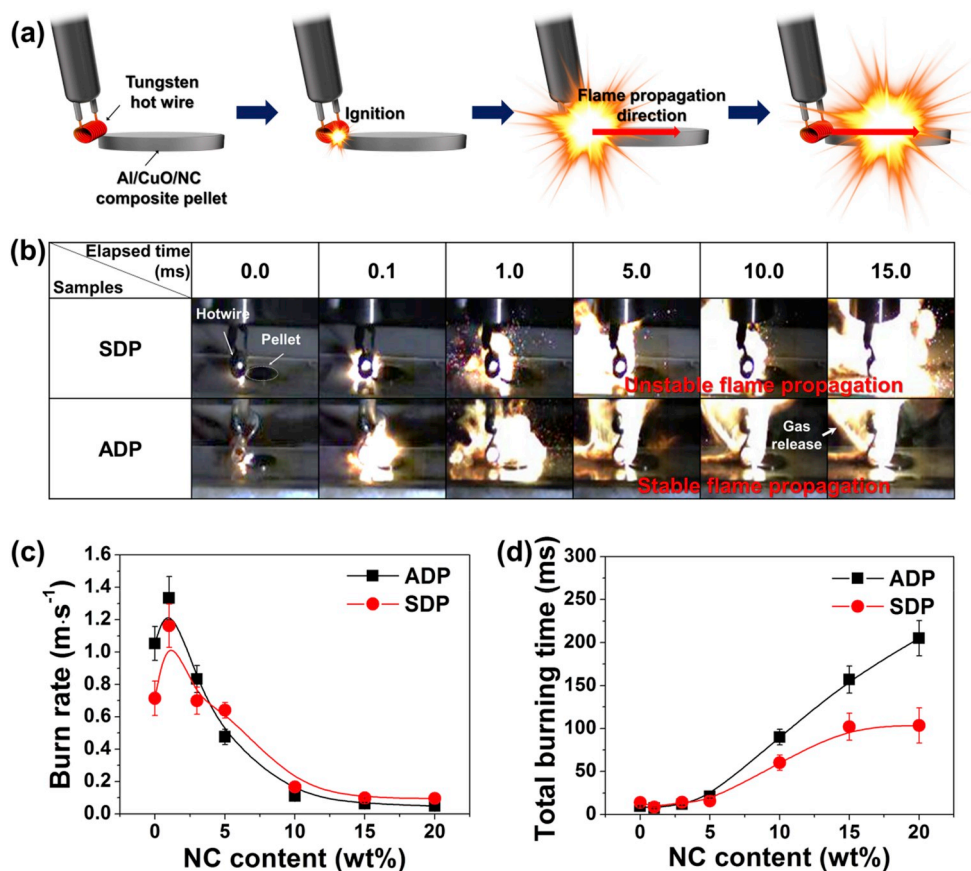 (a)
Tungsten
hot wire
Al/CuO/NC
composite pellet
Ignition
Flame propagation
direction
(b)
Elapsed time
(ms)
Samples
0.0
0.1
1.0
5.0
10.0
15.0
SDP
Hotwire
Pellet
Unstable flame propagation
ADP
Gas
release
Stable flame propagation
(c)
Burn rate (m·s-1)
1.6
1.4
1.2
1.0
0.8
0.6
0.4
0.2
0.0
ADP
SDP
0 5 10 15 20
NC content (wt%)
(d)
Total burning time (ms)
300
250
200
150
100
50
0
ADP
SDP
0 5 10 15 20
NC content (wt%)